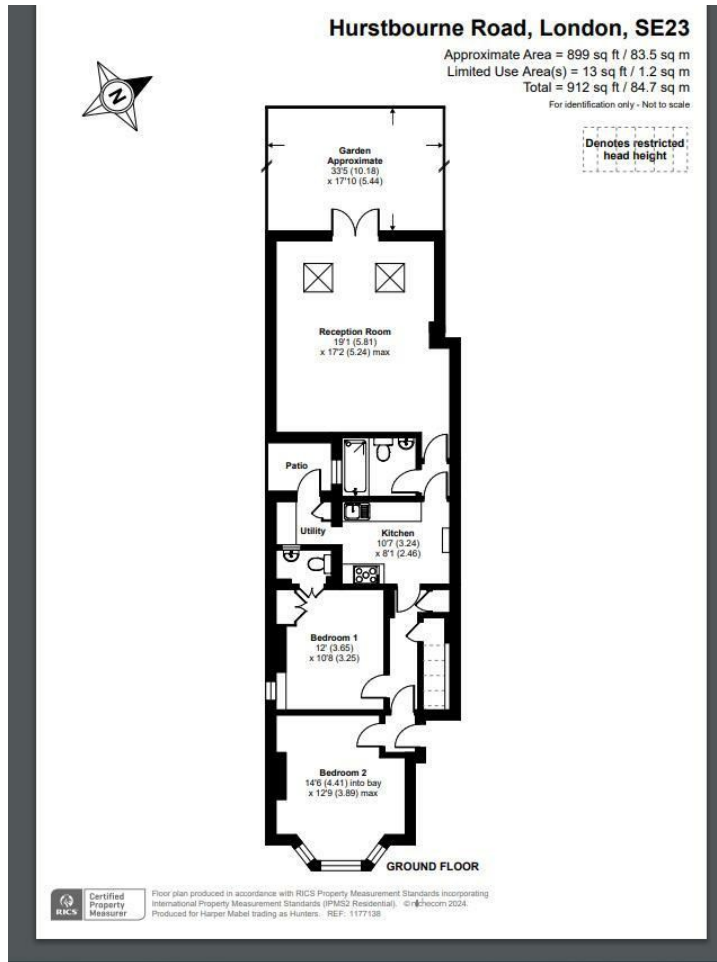 Hurstbourne Road, London, SE23
Approximate Area = 899 sq ft / 83.5 sq m
Limited Use Area(s) = 13 sq ft / 1.2 sq m
Total = 912 sq ft / 84.7 sq m
For identification only - Not to scale
N
Denotes restricted
head height
Garden
Approximate
33'5 (10.18)
x 17'10 (5.44)
Reception Room
19'1 (5.81)
x 17'2 (5.24) max
Patio
Utility
Kitchen
10'7 (3.24)
x 8'1 (2.46)
Bedroom 1
12' (3.65)
x 10'8 (3.25)
Bedroom 2
14'6 (4.41) into bay
x 12'9 (3.89) max
GROUND FLOOR
RICS
Certified
Property
Measurer
Floor plan produced in accordance with RICS Property Measurement Standards incorporating
International Property Measurement Standards (IPMS2 Residential). © nichecom 2024.
Produced for Harper Mabel trading as Hunters. REF: 1177138